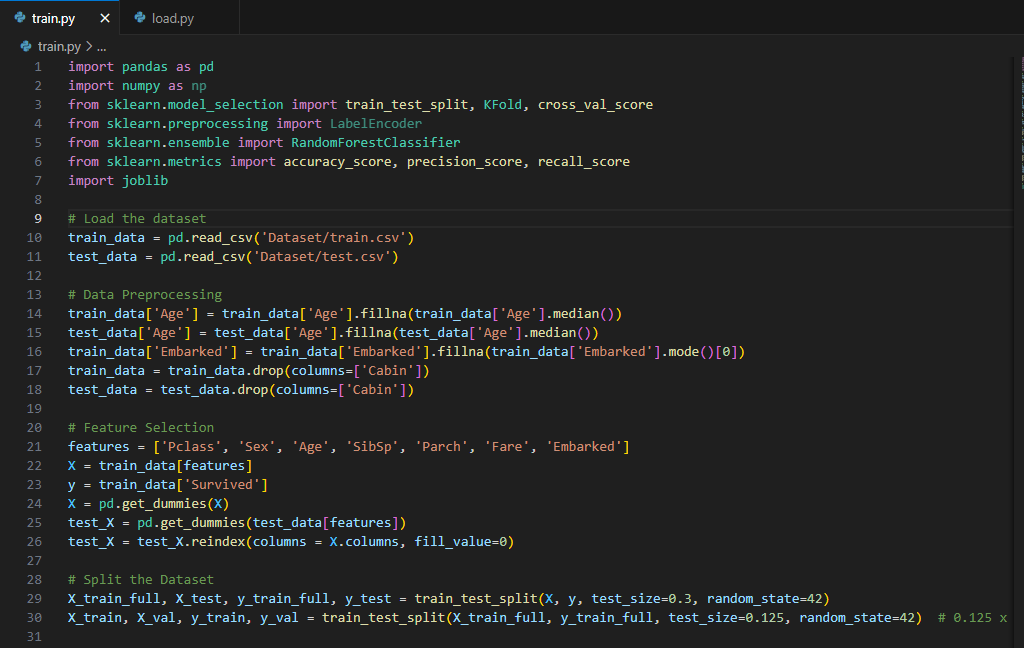 train.py × load.py
train.py > ...
1 import pandas as pd
2 import numpy as np
3 from sklearn.model_selection import train_test_split, KFold, cross_val_score
4 from sklearn.preprocessing import LabelEncoder
5 from sklearn.ensemble import RandomForestClassifier
6 from sklearn.metrics import accuracy_score, precision_score, recall_score
7 import joblib
8
9 # Load the dataset
10 train_data = pd.read_csv('Dataset/train.csv')
11 test_data = pd.read_csv('Dataset/test.csv')
12
13 # Data Preprocessing
14 train_data['Age'] = train_data['Age'].fillna(train_data['Age'].median())
15 test_data['Age'] = test_data['Age'].fillna(test_data['Age'].median())
16 train_data['Embarked'] = train_data['Embarked'].fillna(train_data['Embarked'].mode()[0])
17 train_data = train_data.drop(columns=['Cabin'])
18 test_data = test_data.drop(columns=['Cabin'])
19
20 # Feature Selection
21 features = ['Pclass', 'Sex', 'Age', 'SibSp', 'Parch', 'Fare', 'Embarked']
22 X = train_data[features]
23 y = train_data['Survived']
24 X = pd.get_dummies(X)
25 test_X = pd.get_dummies(test_data[features])
26 test_X = test_X.reindex(columns = X.columns, fill_value=0)
27
28 # Split the Dataset
29 X_train_full, X_test, y_train_full, y_test = train_test_split(X, y, test_size=0.3, random_state=42)
30 X_train, X_val, y_train, y_val = train_test_split(X_train_full, y_train_full, test_size=0.125, random_state=42) # 0.125 x
31